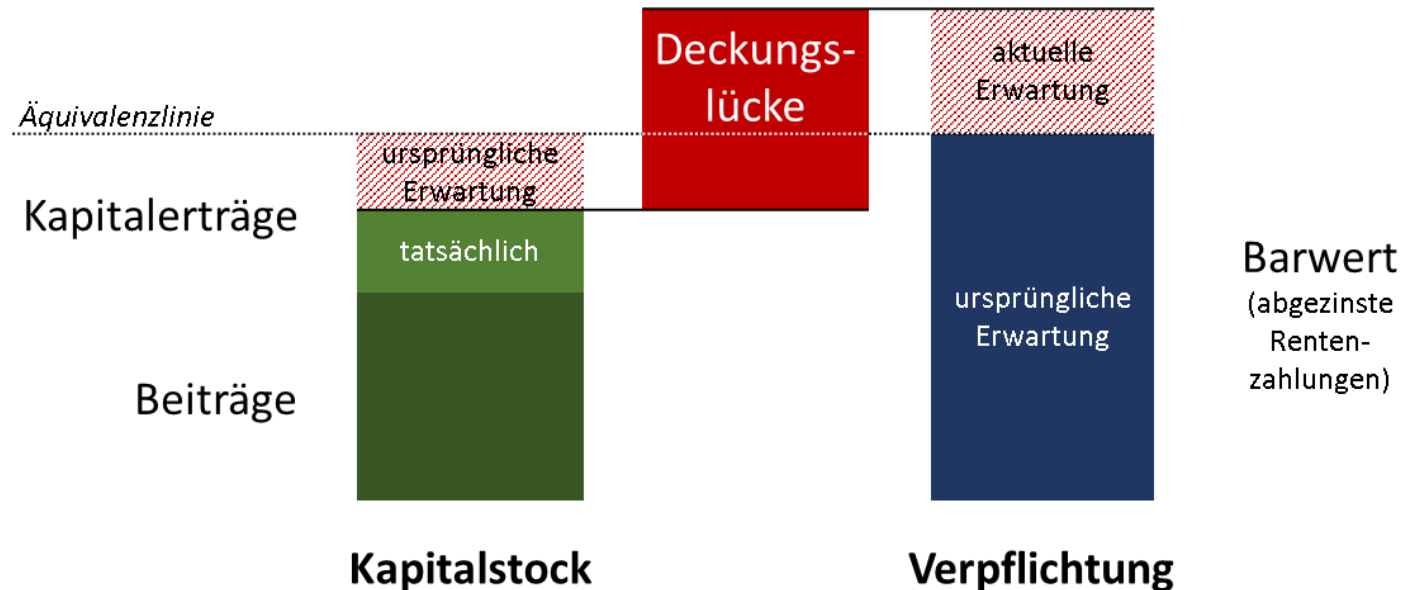 Deckungs-
lücke
aktuelle
Erwartung
Äquivalenzlinie
ursprüngliche
Erwartung
Kapitalerträge
tatsächlich
Barwert
(abgezinste
Renten-
zahlungen)
ursprüngliche
Erwartung
Beiträge
Kapitalstock
Verpflichtung